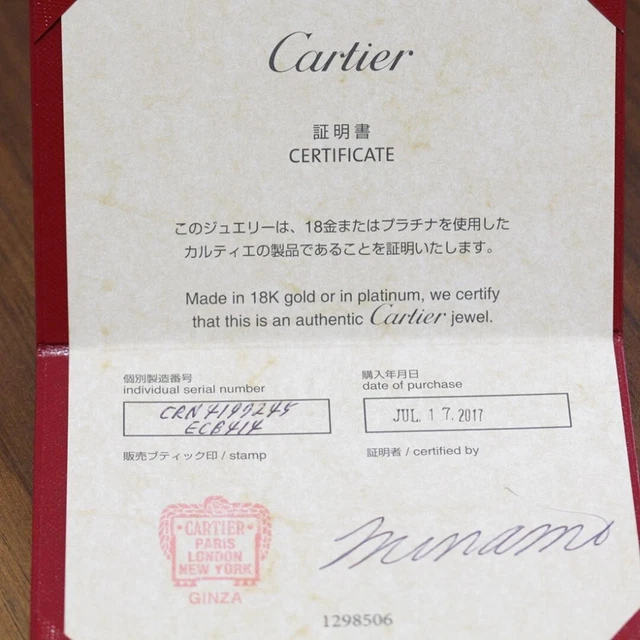 Cartier
証明書
CERTIFICATE
このジュエリーは、18金またはプラチナを使用した
カルティエの製品であることを証明いたします。
Made in 18K gold or in platinum, we certify
that this is an authentic Cartier jewel.
個別製造番号
individual serial number
ECB414
購入年月日
date of purchase
JUL. 17. 2017
販売ブティック印 / stamp
証明者 / certified by
CARTIER
PARIS
LONDON
NEW YORK
GINZA
minami
1298506